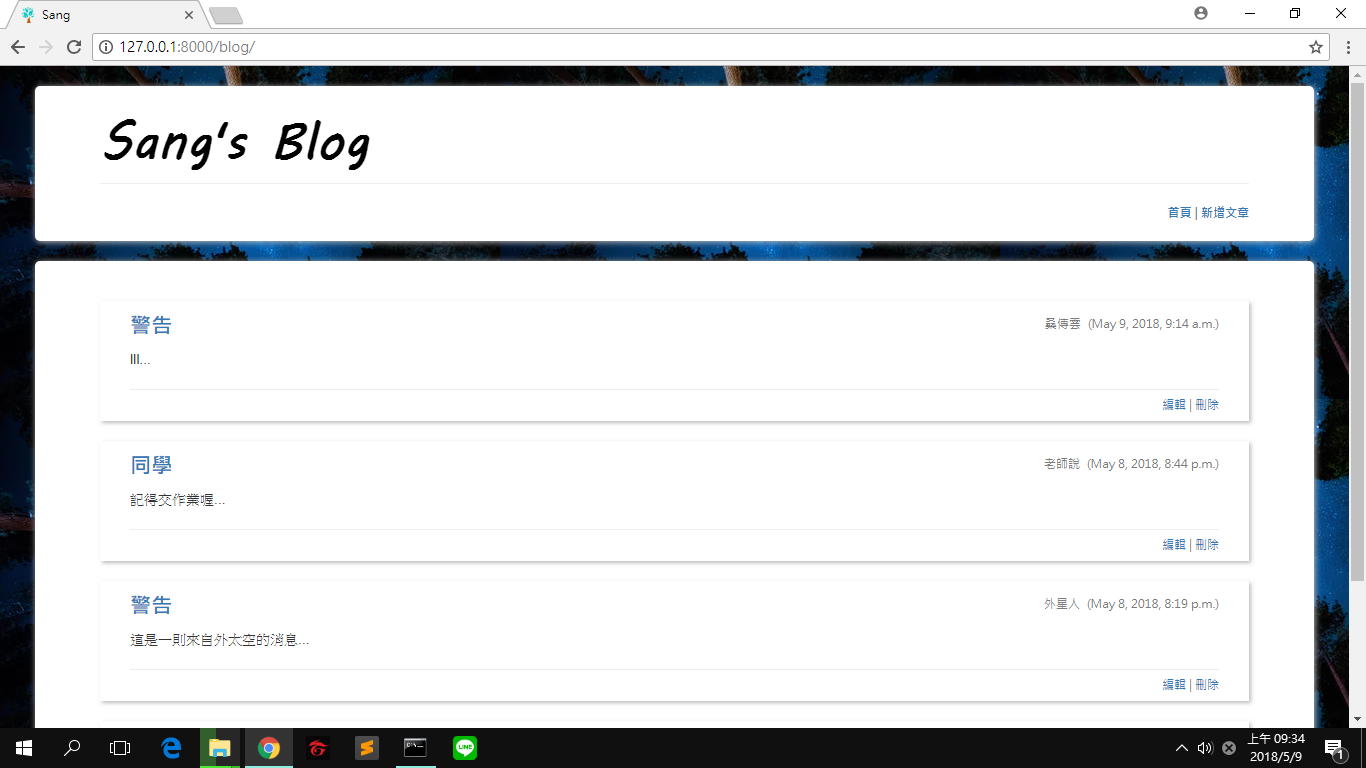 Sang
127.0.0.1:8000/blog/
Sang's Blog
首頁 | 新增文章
警告
桑傳雲 (May 9, 2018, 9:14 a.m.)
lll...
編輯 | 刪除
同學
老師說 (May 8, 2018, 8:44 p.m.)
記得交作業喔...
編輯 | 刪除
警告
外星人 (May 8, 2018, 8:19 p.m.)
這是一則來自外太空的消息...
編輯 | 刪除
LINE
上午 09:34
2018/5/9
1